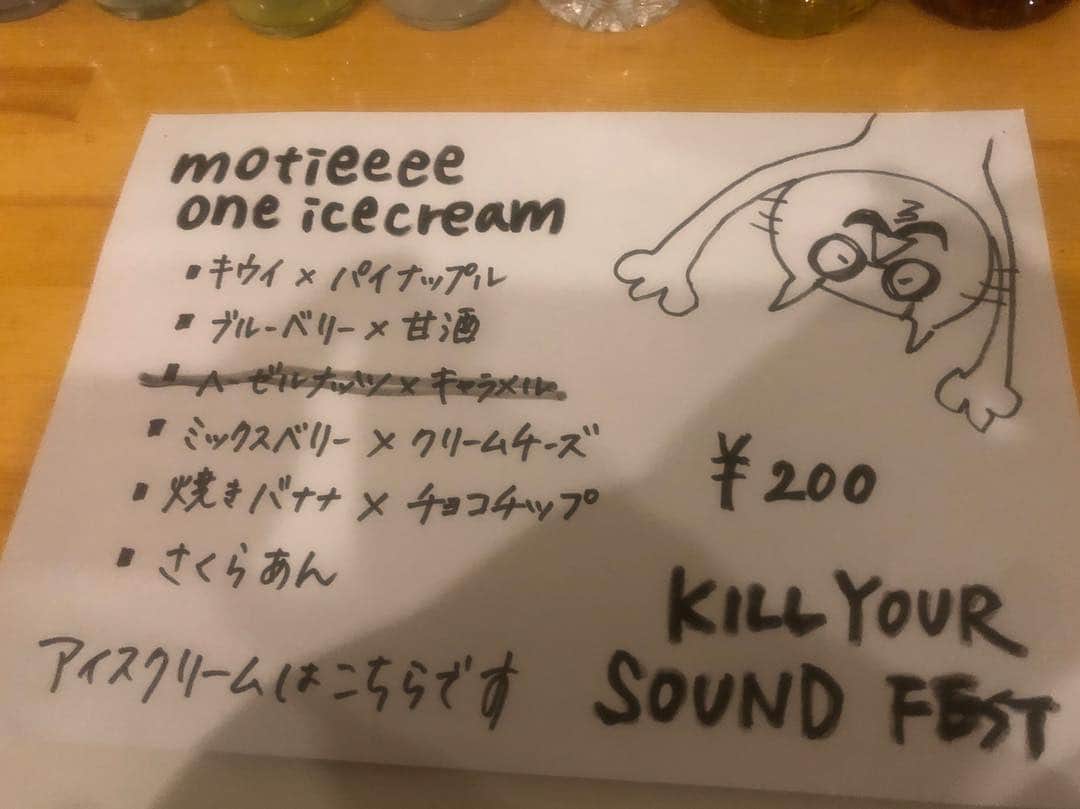 motieeee
one icecream
▪キウイ×パイナップル
▪ブルーベリー×甘酒
▪ヘーゼルナッツ×キャラメル
▪ミックスベリー×クリームチーズ
▪焼きバナナ×チョコチップ
▪さくらあん
アイスクリームはこちらです
¥200
KILL YOUR
SOUND FEST